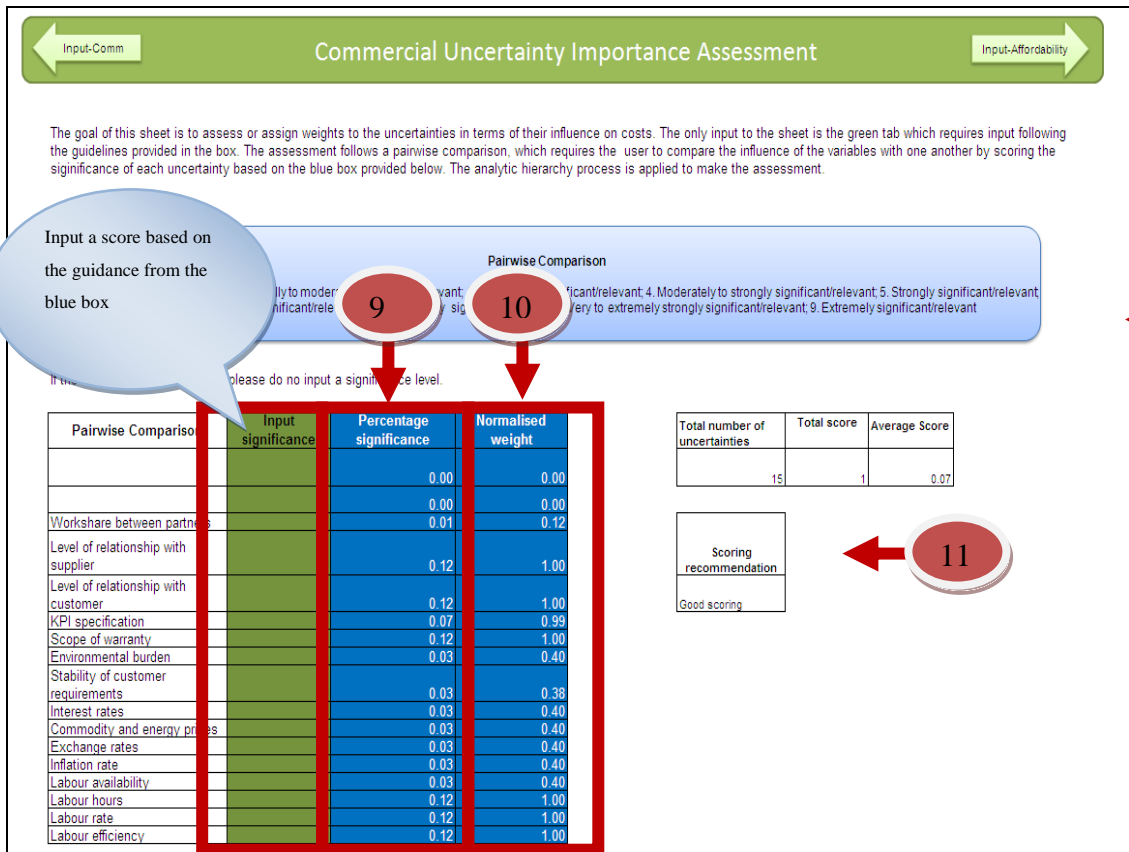 Input-Comm
Commercial Uncertainty Importance Assessment
Input-Affordability
The goal of this sheet is to assess or assign weights to the uncertainties in terms of their influence on costs. The only input to the sheet is the green tab which requires input following
the guidelines provided in the box. The assessment follows a pairwise comparison, which requires the user to compare the influence of the variables with one another by scoring the
siginificance of each uncertainty based on the blue box provided below. The analytic hierarchy process is applied to make the assessment.
Input a score based on
the guidance from the
blue box
Pairwise Comparison
to moder 9 10 4. Moderately to strongly significant/relevant; 5. Strongly significant/relevant
to extremely strongly significant/relevant; 9. Extremely significant/relevant
please do no input a level.
Pairwise Comparison Input significance Percentage significance Normalised weight
0.00 0.00
0.00 0.00
Workshare between partners 0.01 0.12
Level of relationship with
supplier 0.12 1.00
Level of relationship with
customer 0.12 1.00
KPI specification 0.07 0.99
Scope of warranty 0.12 1.00
Environmental burden 0.03 0.40
Stability of customer
requirements 0.03 0.38
Interest rates 0.03 0.40
Commodity and energy prices 0.03 0.40
Exchange rates 0.03 0.40
Inflation rate 0.03 0.40
Labour availability 0.03 0.40
Labour hours 0.12 1.00
Labour rate 0.12 1.00
Labour efficiency 0.12 1.00
Total number of uncertainties Total score Average Score
15 1 0.07
Scoring
recommendation
Good scoring
11